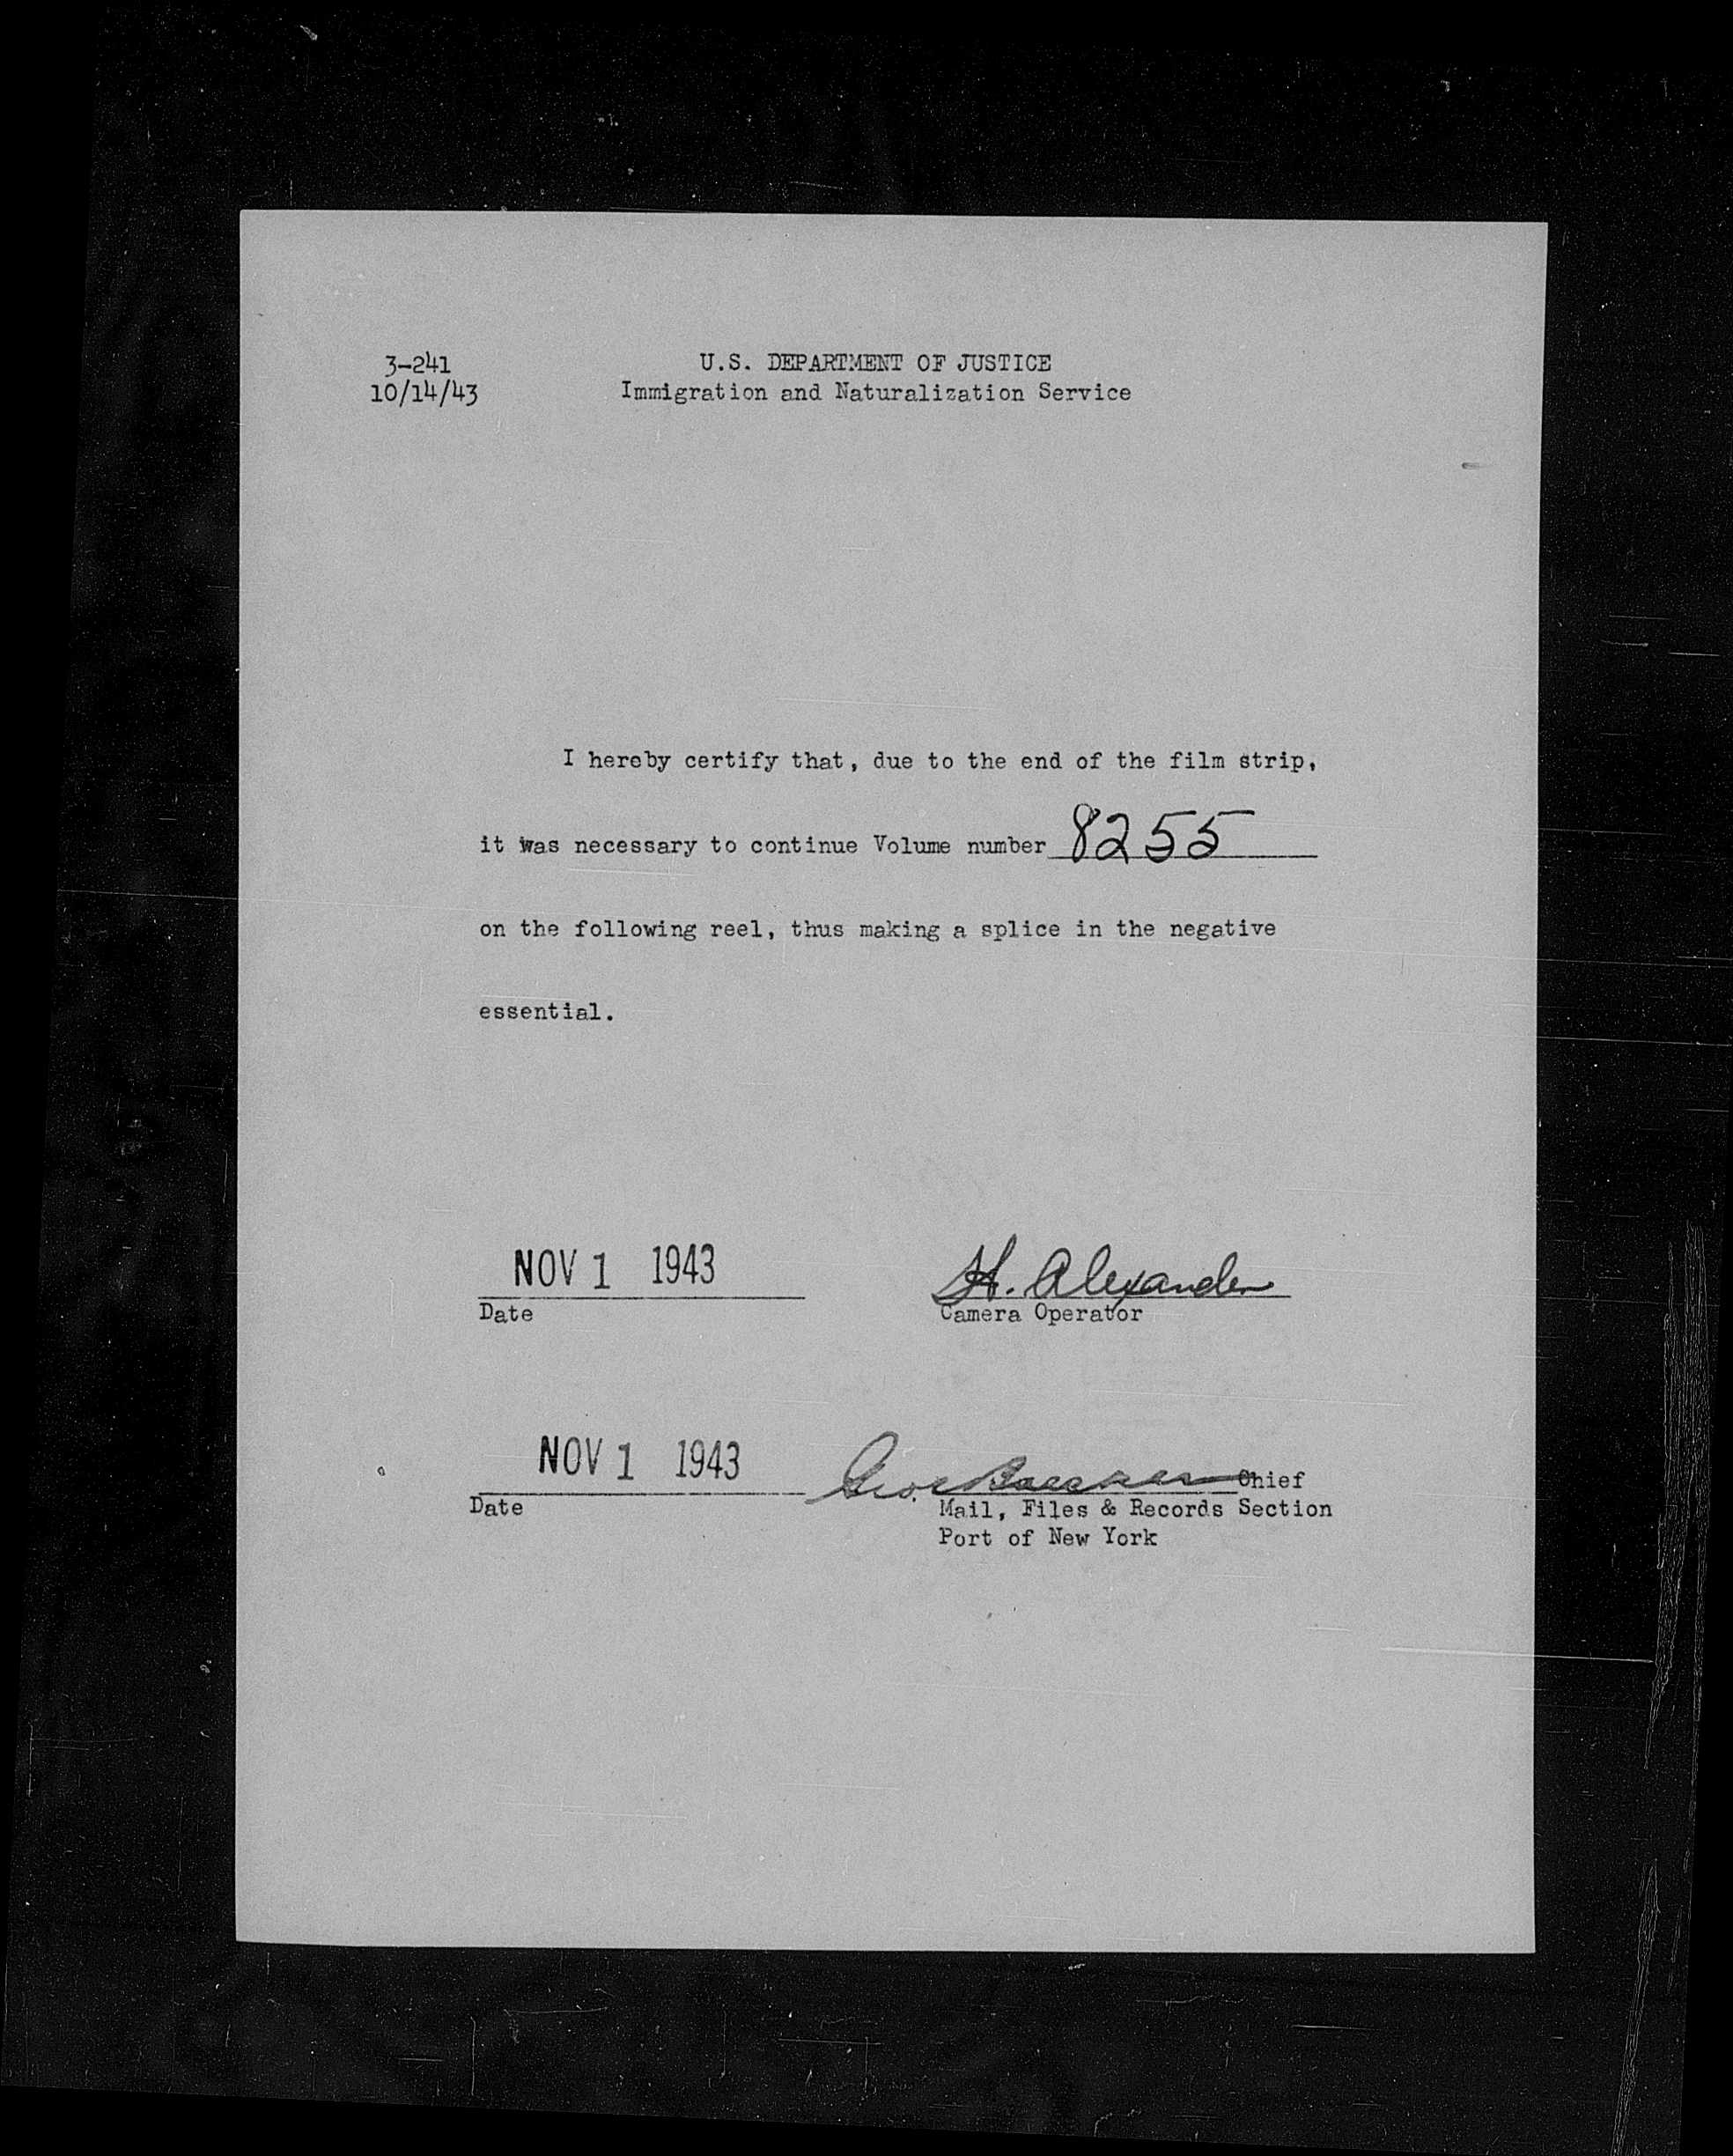 3-241
10/14/43
U.S. DEPARTMENT OF JUSTICE
Immigration and Naturalization Service
I hereby certify that, due to the end of the film strip,
it was necessary to continue Volume number 8255
on the following reel, thus making a splice in the negative
essential.
NOV 1 1943
Date
H. Alexander
Camera Operator
NOV 1 1943
Date
Chief
Mail, Files & Records Section
Port of New York